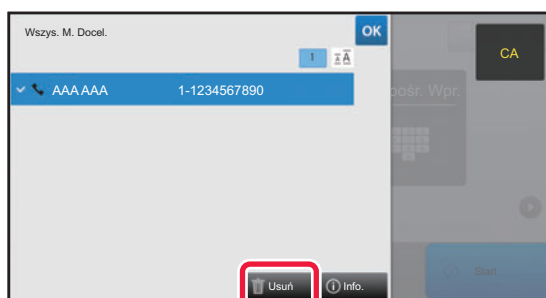 Wszys. M. Docel.
OK
CA
1
AAA AAA 1-1234567890
pośr. Wpr.
Usuń
Info.
Start